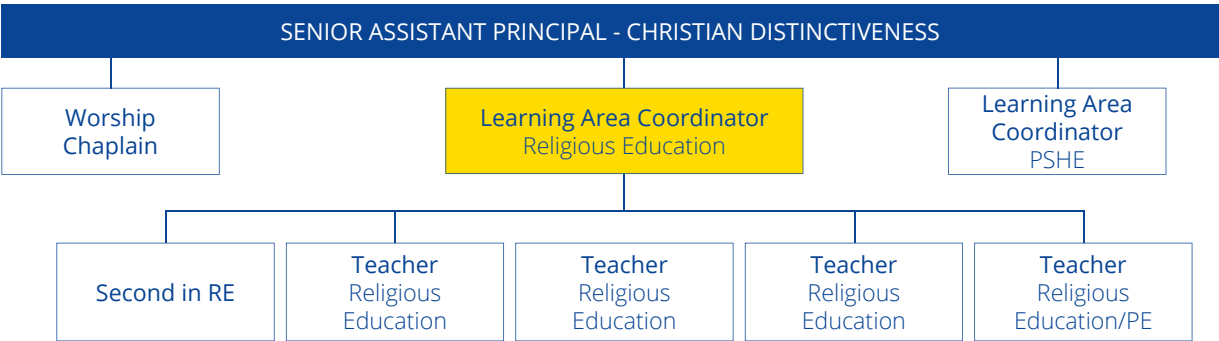 SENIOR ASSISTANT PRINCIPAL - CHRISTIAN DISTINCTIVENESS
Worship
Chaplain
Learning Area Coordinator
Religious Education
Learning Area
Coordinator
PSHE
Second in RE
Teacher
Religious
Education
Teacher
Religious
Education
Teacher
Religious
Education
Teacher
Religious
Education/PE